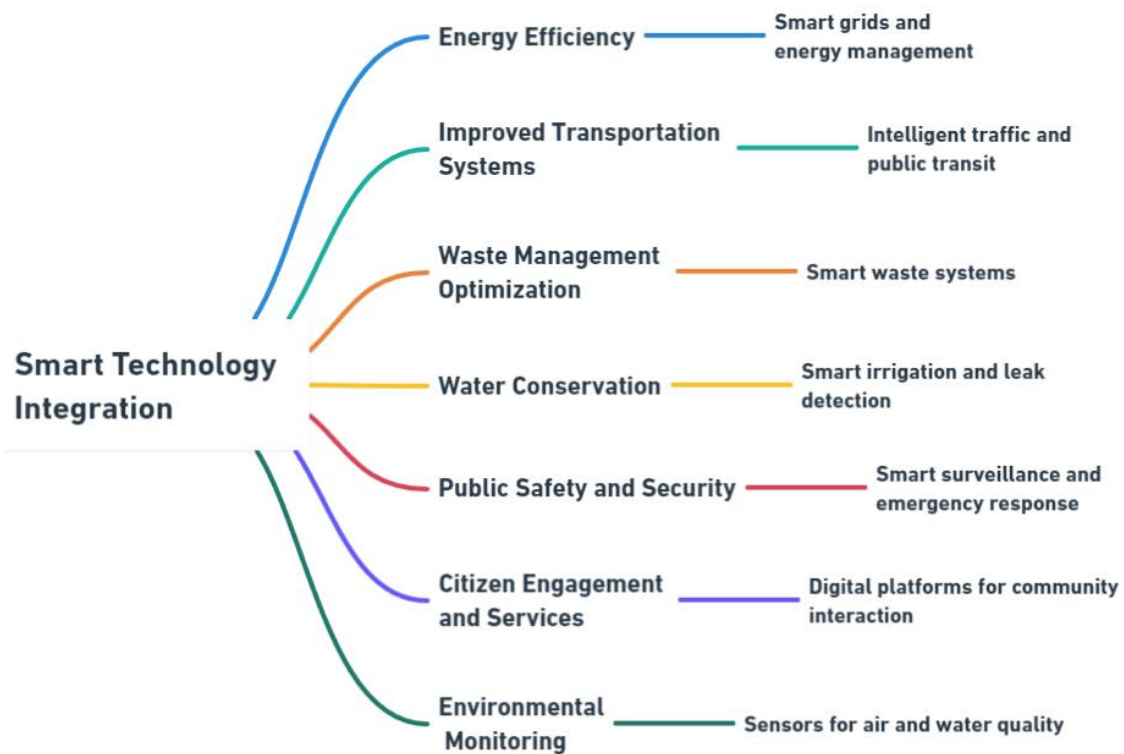 Energy Efficiency
Smart grids and
energy management
Improved Transportation
Systems
Intelligent traffic and
public transit
Waste Management
Optimization
Smart waste systems
Smart Technology
Integration
Water Conservation
Smart irrigation and leak
detection
Public Safety and Security
Smart surveillance and
emergency response
Citizen Engagement
and Services
Digital platforms for community
interaction
Environmental
Monitoring
Sensors for air and water quality